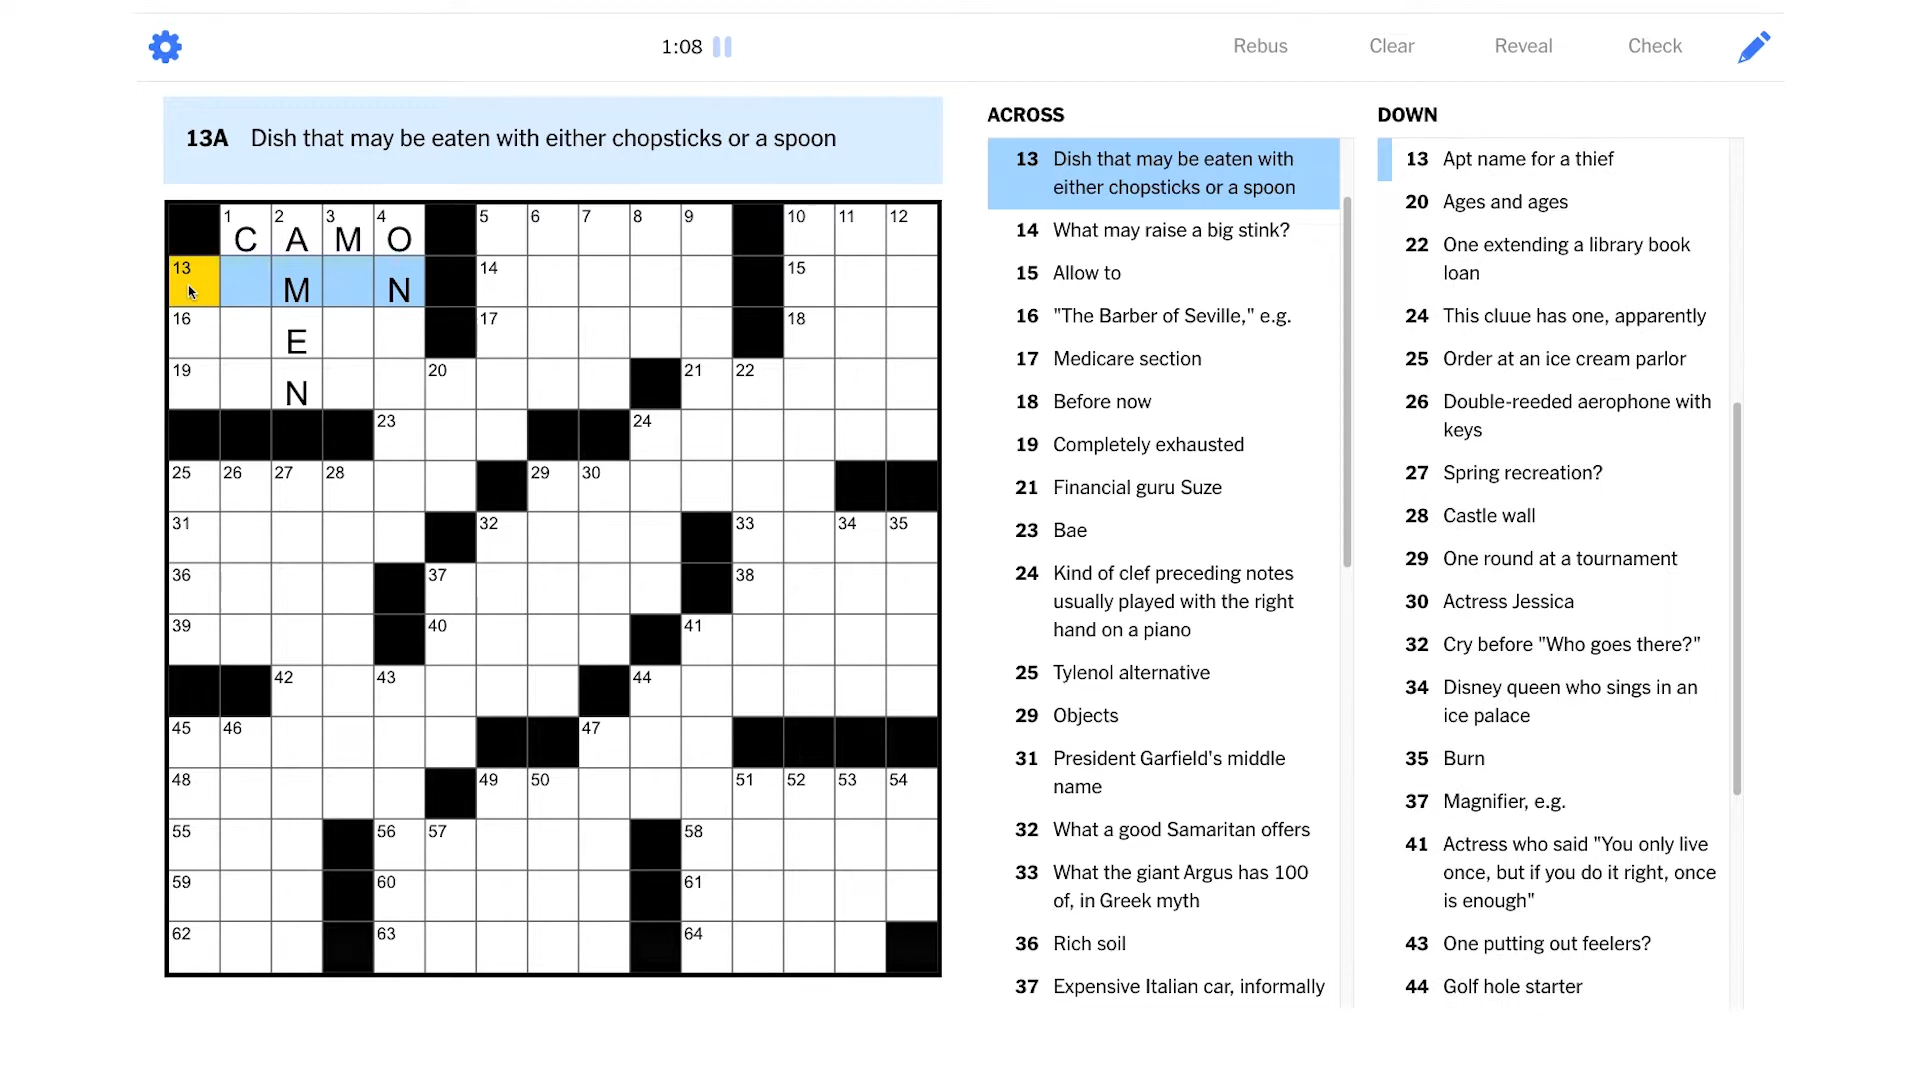 1:08
Rebus Clear Reveal Check
13A Dish that may be eaten with either chopsticks or a spoon
1 2 3 4 5 6 7 8 9 10 11 12
C A M O
13 14 15
M N
16 17 18
E
19 20 21 22
N
23 24
25 26 27 28 29 30
31 32 33 34 35
36 37 38
39 40 41
42 43 44
45 46 47
48 49 50 51 52 53 54
55 56 57 58
59 60 61
62 63 64
ACROSS
13 Dish that may be eaten with
either chopsticks or a spoon
14 What may raise a big stink?
15 Allow to
16 "The Barber of Seville," e.g.
17 Medicare section
18 Before now
19 Completely exhausted
21 Financial guru Suze
23 Bae
24 Kind of clef preceding notes
usually played with the right
hand on a piano
25 Tylenol alternative
29 Objects
31 President Garfield's middle
name
32 What a good Samaritan offers
33 What the giant Argus has 100
of, in Greek myth
36 Rich soil
37 Expensive Italian car, informally
DOWN
13 Apt name for a thief
20 Ages and ages
22 One extending a library book
loan
24 This cluue has one, apparently
25 Order at an ice cream parlor
26 Double-reeded aerophone with
keys
27 Spring recreation?
28 Castle wall
29 One round at a tournament
30 Actress Jessica
32 Cry before "Who goes there?"
34 Disney queen who sings in an
ice palace
35 Burn
37 Magnifier, e.g.
41 Actress who said "You only live
once, but if you do it right, once
is enough"
43 One putting out feelers?
44 Golf hole starter